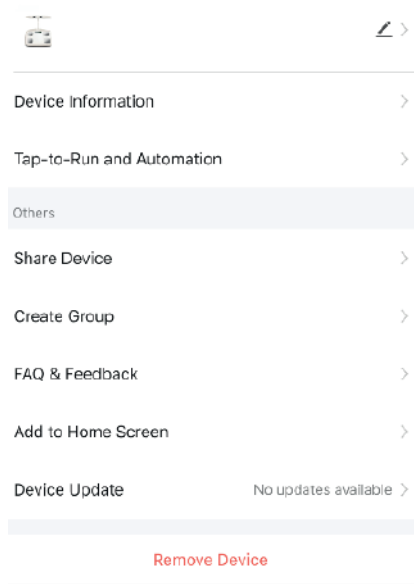 Device Information
Tap-to-Run and Automation
Others
Share Device
Create Group
FAQ & Feedback
Add to Home Screen
Device Update No updates available
Remove Device